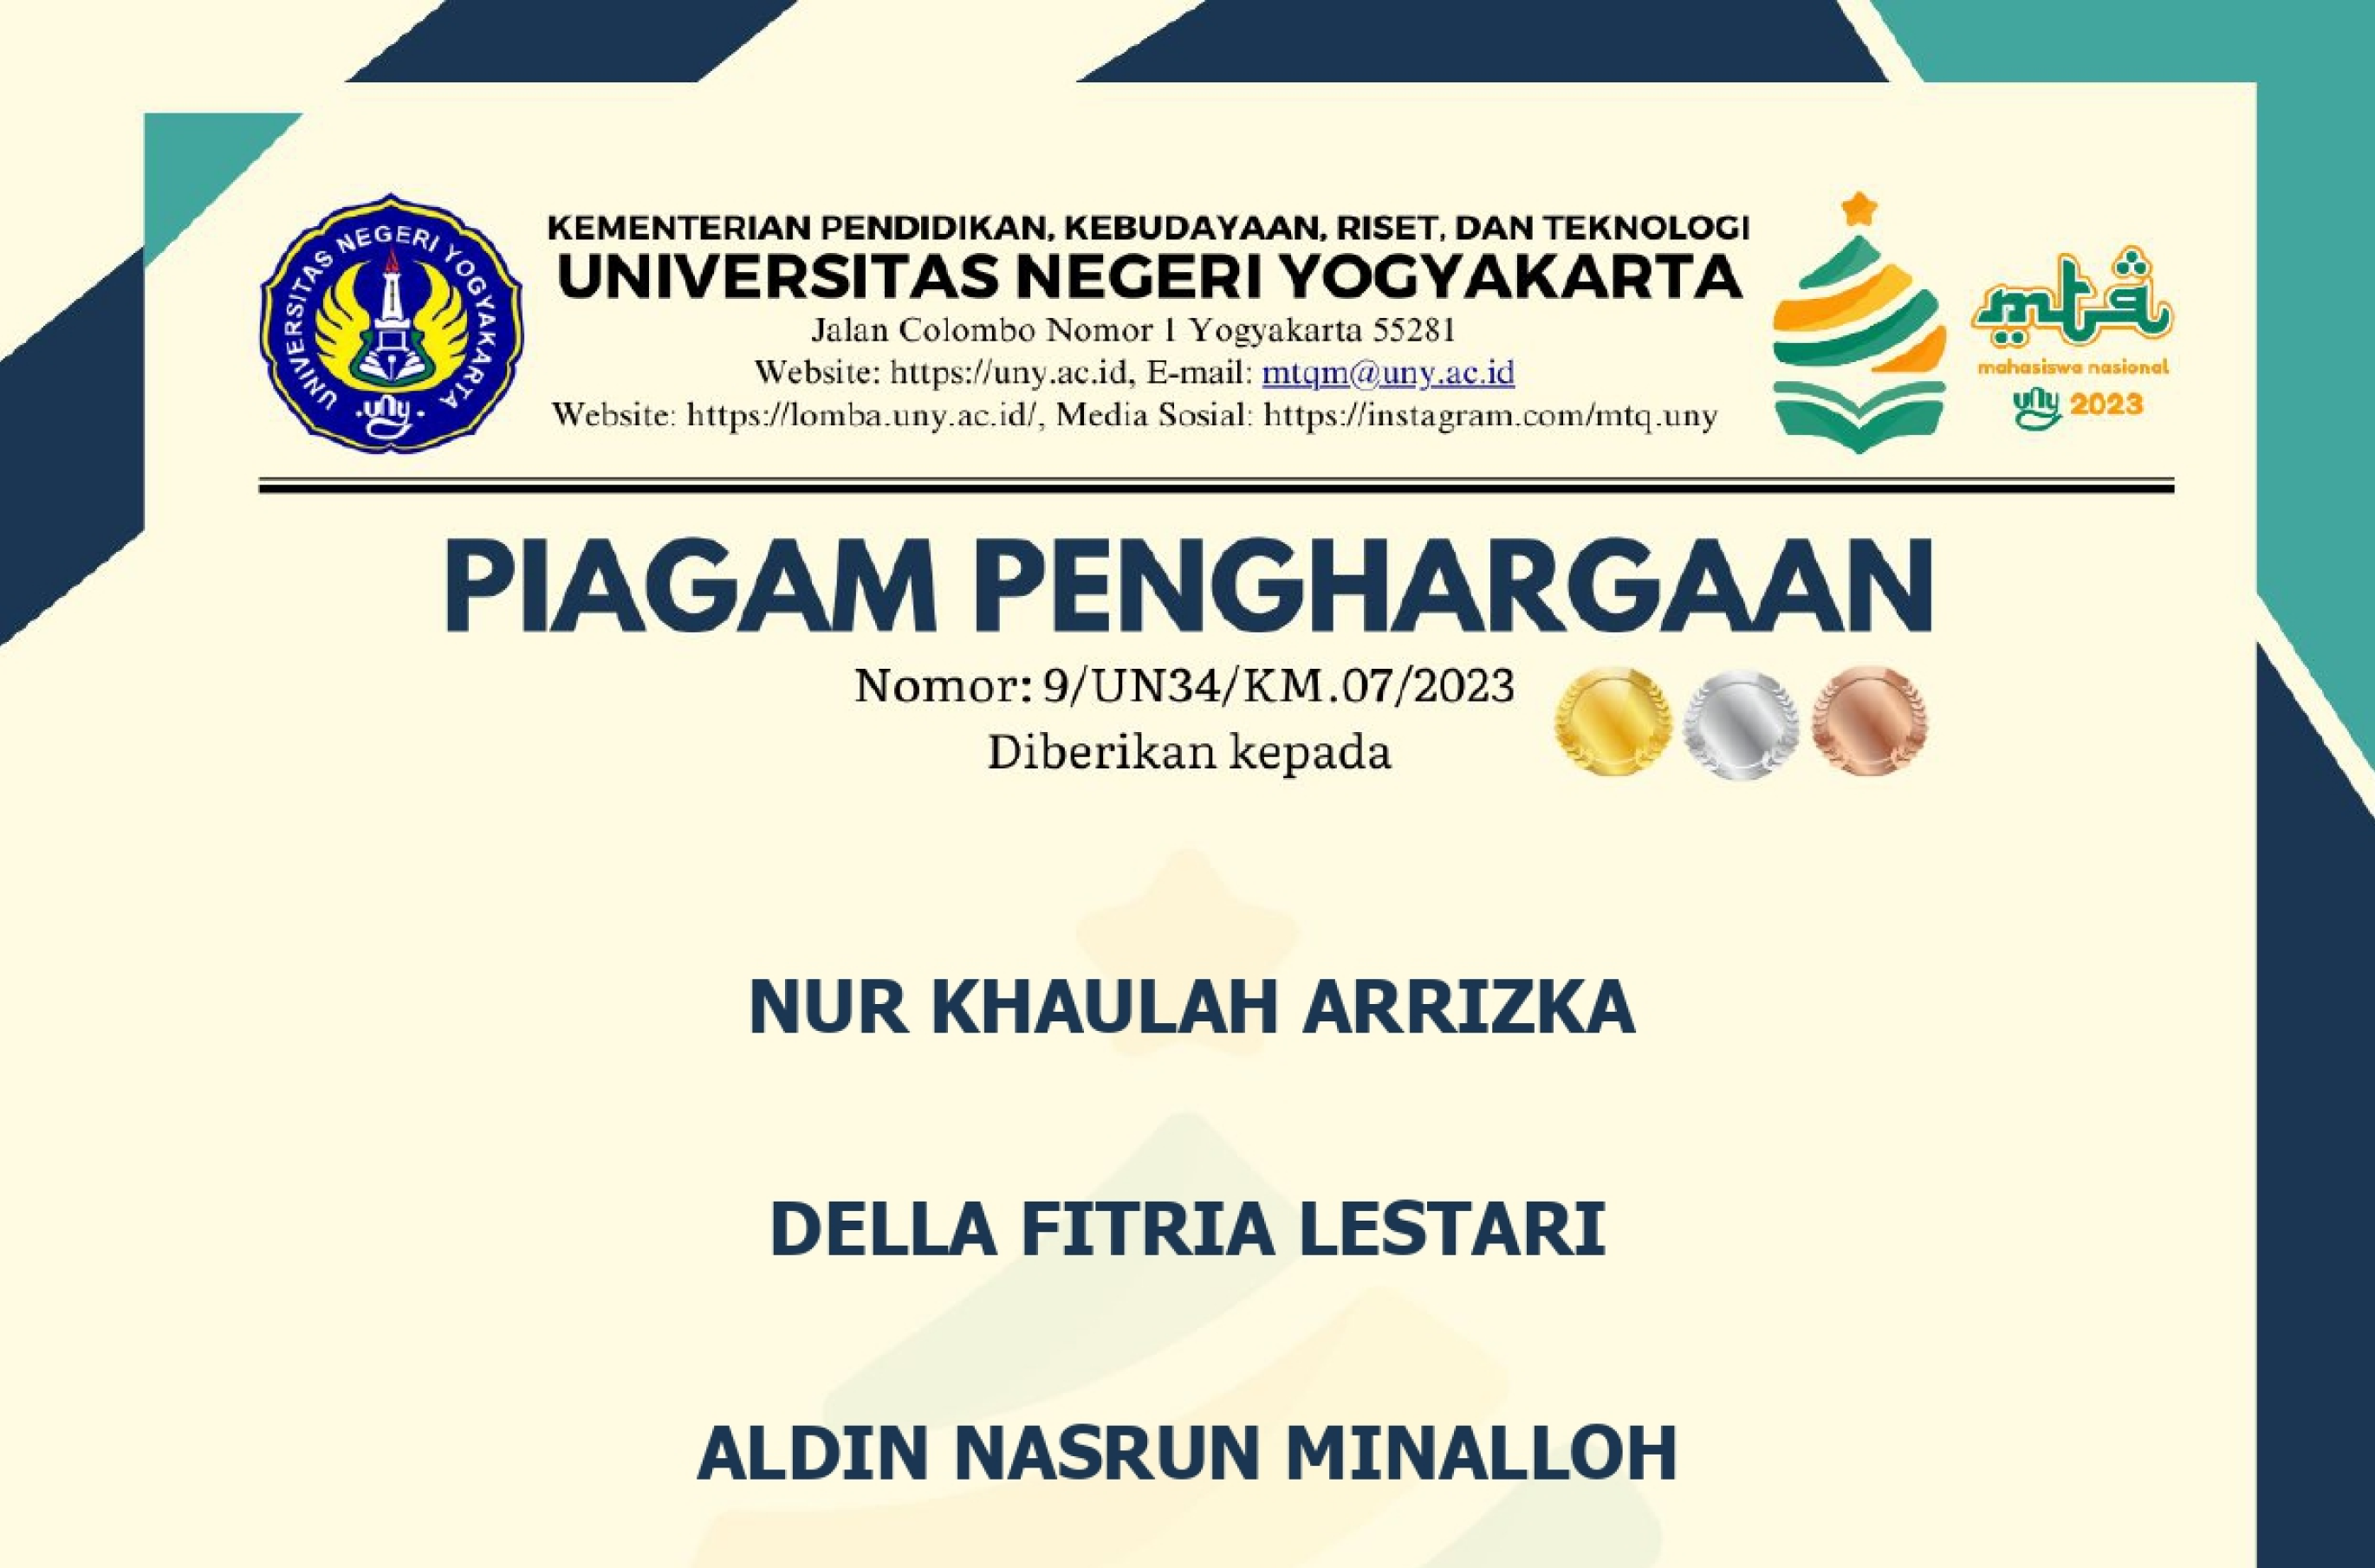 UNIVERSITAS NEGERI YOGYAKARTA
uny
KEMENTERIAN PENDIDIKAN, KEBUDAYAAN, RISET, DAN TEKNOLOGI
UNIVERSITAS NEGERI YOGYAKARTA
Jalan Colombo Nomor 1 Yogyakarta 55281
Website: https://uny.ac.id, E-mail: mtqm@uny.ac.id
Website: https://lomba.uny.ac.id/, Media Sosial: https://instagram.com/mtq.uny
mtq
mahasiswa nasional
uny 2023
PIAGAM PENGHARGAAN
Nomor: 9/UN34/KM.07/2023
Diberikan kepada
NUR KHAULAH ARRIZKA
DELLA FITRIA LESTARI
ALDIN NASRUN MINALLOH